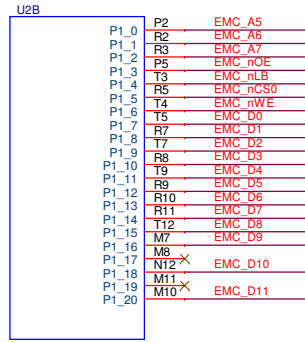 U2B
P1_0 P2 EMC_A5
P1_1 R2 EMC_A6
P1_2 R3 EMC_A7
P1_3 P5 EMC_nOE
P1_4 T3 EMC_nLB
P1_5 R5 EMC_nCS0
P1_6 T4 EMC_nWE
P1_7 T5 EMC_D0
P1_8 R7 EMC_D1
P1_9 T7 EMC_D2
P1_10 R8 EMC_D3
P1_11 T9 EMC_D4
P1_12 R9 EMC_D5
P1_13 R10 EMC_D6
P1_14 R11 EMC_D7
P1_15 T12 EMC_D8
P1_16 M7 EMC_D9
P1_17 M8
P1_18 N12 EMC_D10
P1_19 M11
P1_20 M10 EMC_D11